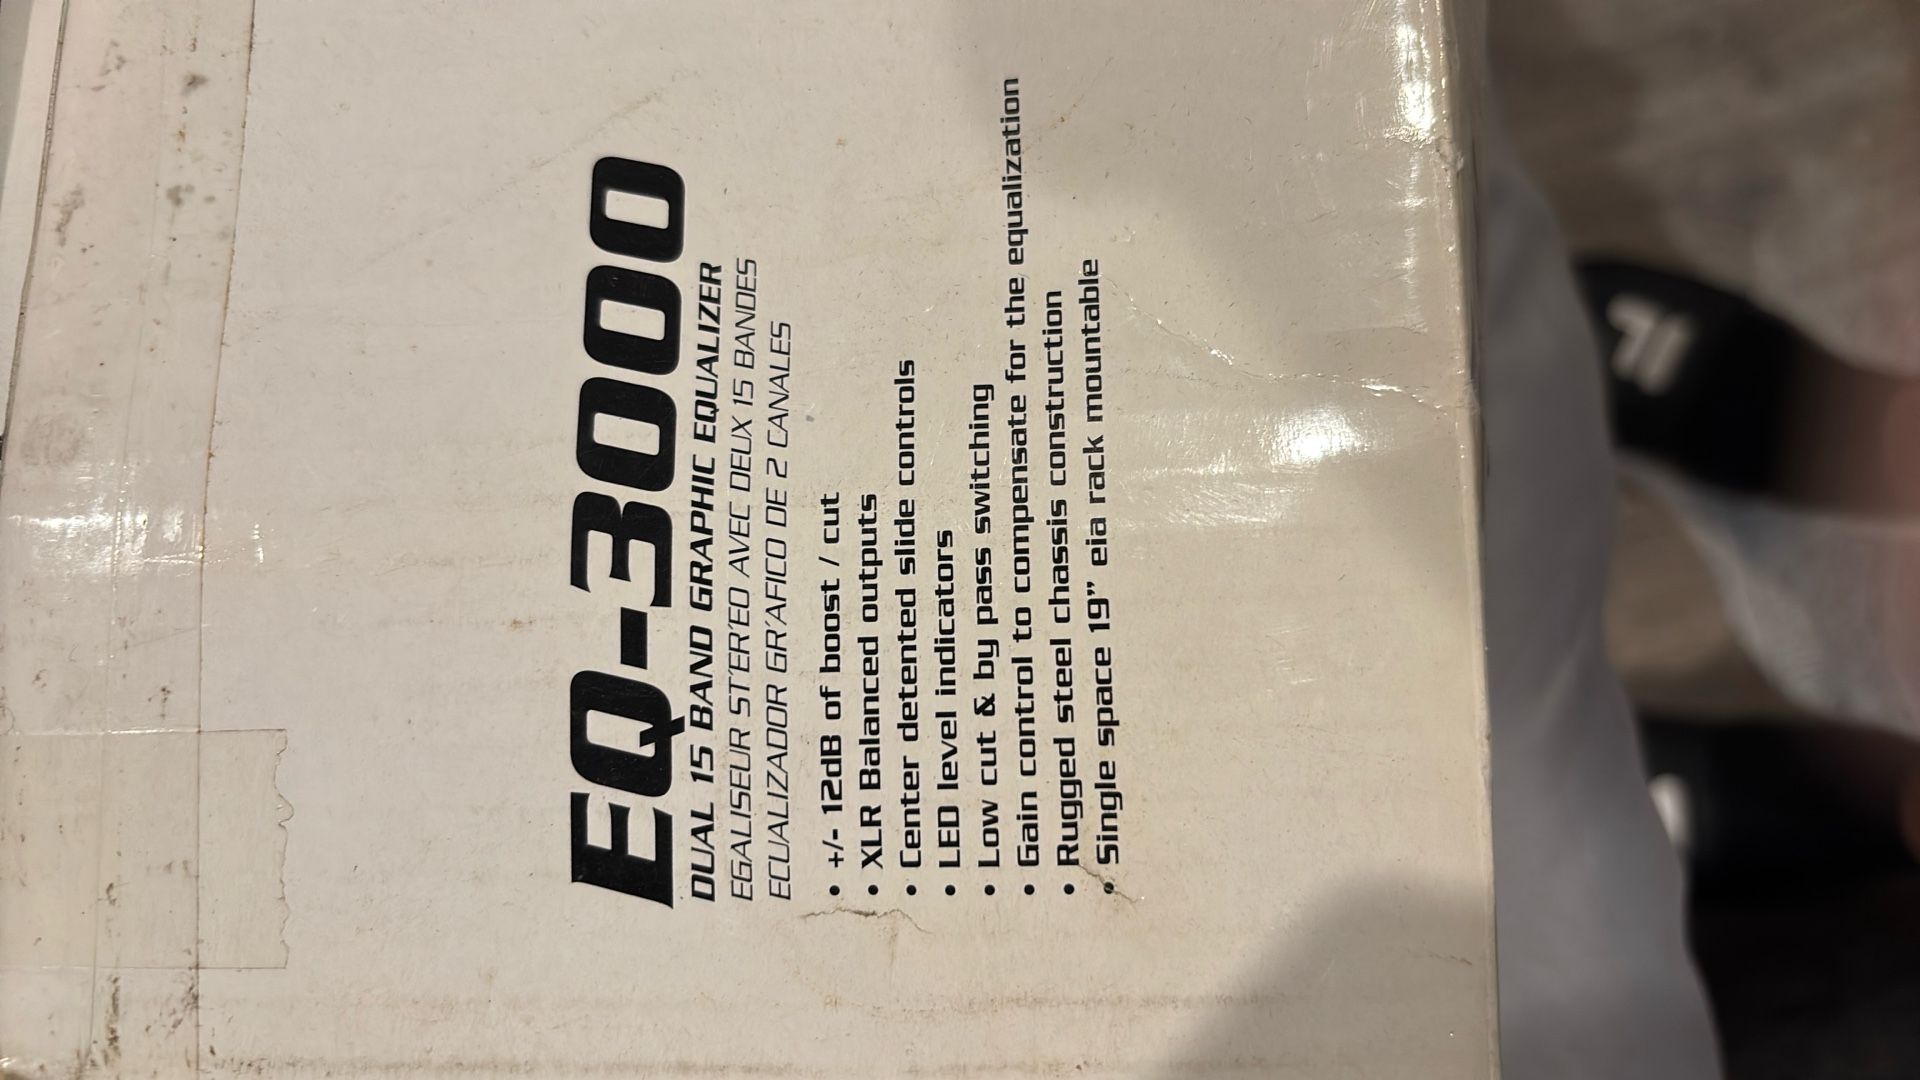 EQ-3000
DUAL 15 BAND GRAPHIC EQUALIZER
EGALISEUR ST'ER'EO AVEC DEUX 15 BANDES
ECUALIZADOR GR'AFICO DE 2 CANALES
• +/- 12dB of boost / cut
• XLR Balanced outputs
• Center detented slide controls
• LED level indicators
• Low cut & by pass switching
• Gain control to compensate for the equalization
• Rugged steel chassis construction
• Single space 19” eia rack mountable